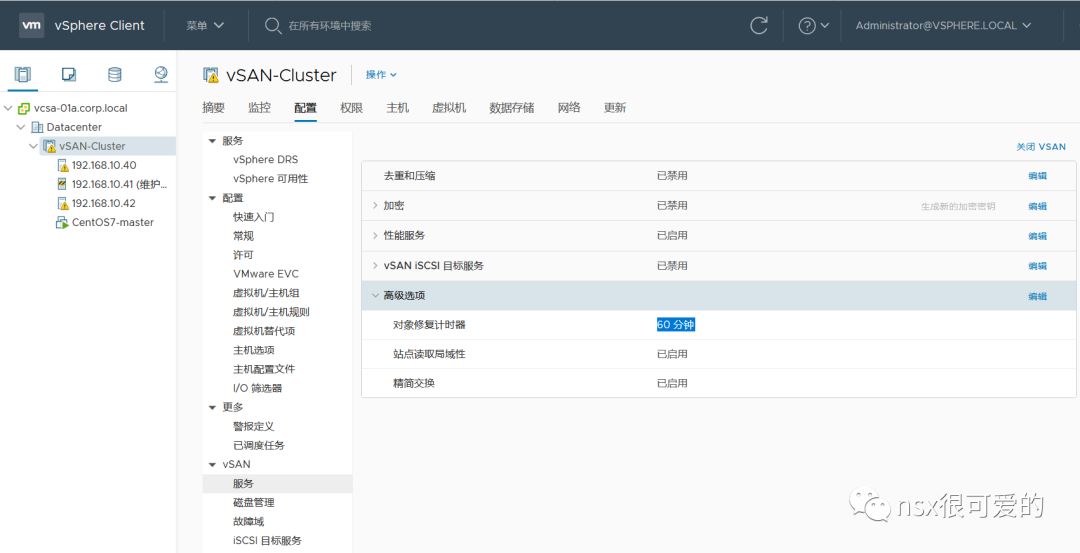 vm vSphere Client 菜单 在所有环境中搜索 Administrator@VSPHERE.LOCAL
vcsa-01a.corp.local
Datacenter
vSAN-Cluster
192.168.10.40
192.168.10.41 (维护...
192.168.10.42
CentOS7-master
vSAN-Cluster 操作
摘要 监控 配置 权限 主机 虚拟机 数据存储 网络 更新
服务
vSphere DRS
vSphere 可用性
配置
快速入门
常规
许可
VMware EVC
虚拟机/主机组
虚拟机/主机规则
虚拟机替代项
主机选项
主机配置文件
I/O 筛选器
更多
警报定义
已调度任务
vSAN
服务
磁盘管理
故障域
iSCSI 目标服务
关闭 VSAN
去重和压缩 已禁用 编辑
加密 已禁用 生成新的加密密钥 编辑
性能服务 已启用 编辑
vSAN iSCSI 目标服务 已禁用 编辑
高级选项 编辑
对象修复计时器 60 分钟
站点读取局域性 已启用
精简交换 已启用
nsx很可爱的